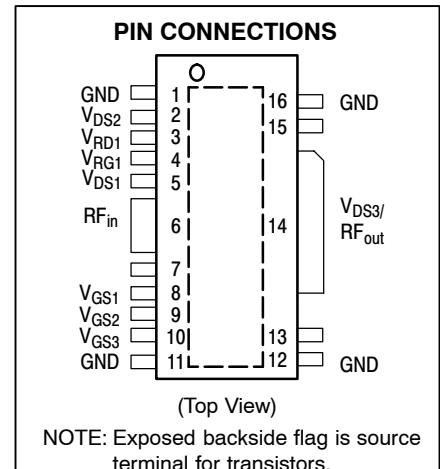 PIN CONNECTIONS
GND 1 16 GND
VDS2 2 15
VRD1 3
VRG1 4
VDS1 5
RFin 6 14 VDS3/
RFout
7
VGS1 8
VGS2 9
VGS3 10 13
GND 11 12 GND
(Top View)
NOTE: Exposed backside flag is source
terminal for transistors.